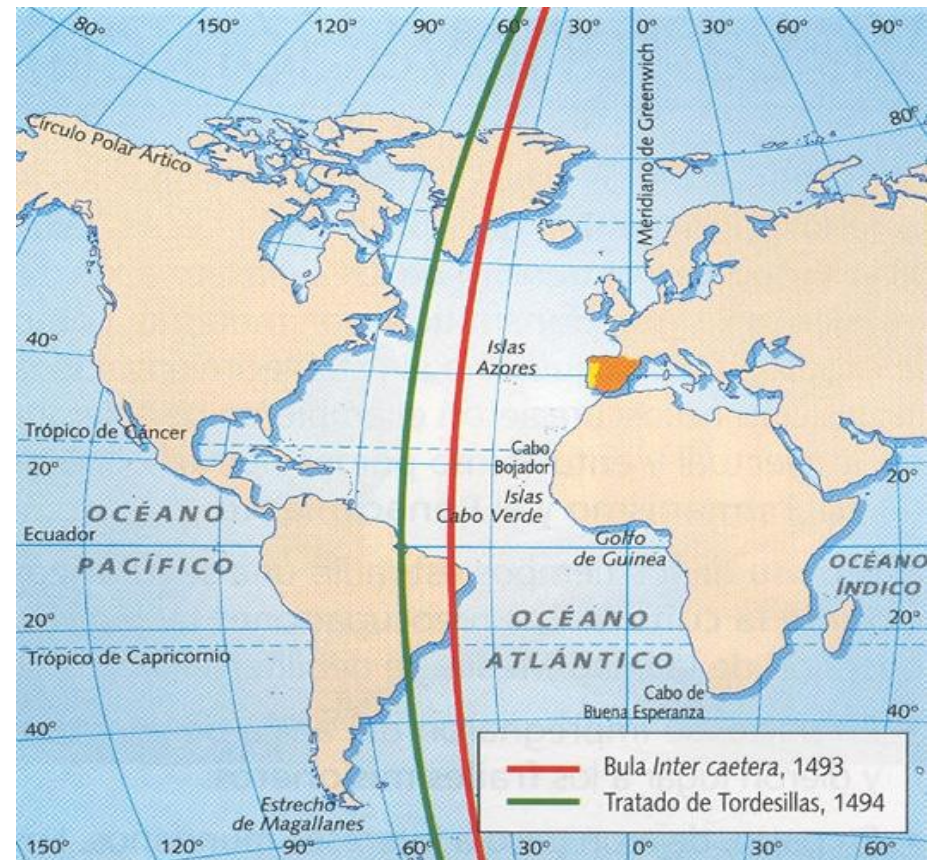 80°
150°
120°
90°
60°
30°
0°
30°
60°
90°
Meridiano de Greenwich
80°
Círculo Polar Ártico
40°
Islas
Azores
Trópico de Cáncer
20°
Cabo
Bojador
20°
Islas
Cabo Verde
OCÉANO
PACÍFICO
Ecuador
Golfo
de Guinea
OCÉANO
ÍNDICO
20°
Trópico de Capricornio
OCÉANO
ATLÁNTICO
20°
40°
Cabo de
Buena Esperanza
40°
Estrecho
de Magallanes
Bula Inter caetera, 1493
Tratado de Tordesillas, 1494
150°
120°
90°
60°
30°
0°
30°
60°